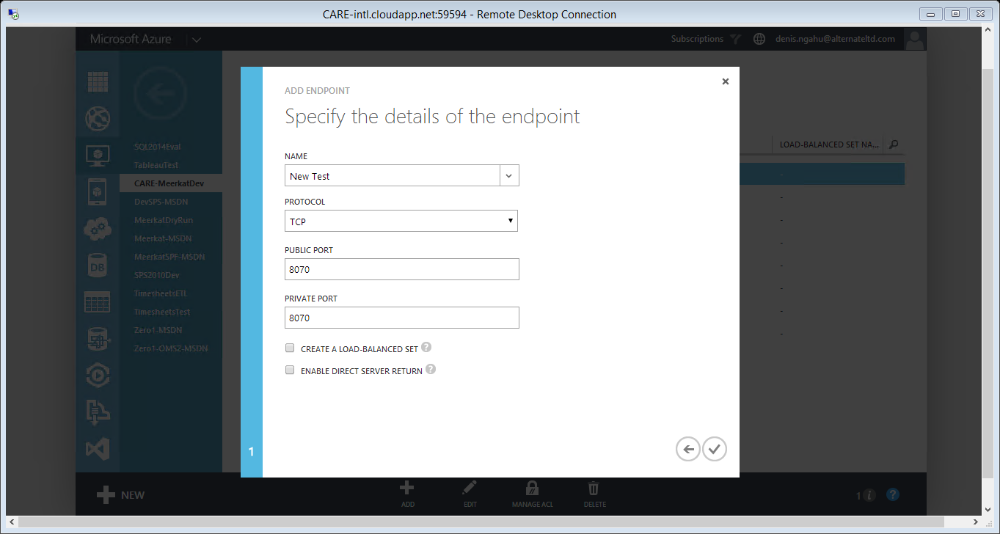 CARE-intl.cloudapp.net:59594 - Remote Desktop Connection
Microsoft Azure
Subscriptions
denis.ngahu@alternateltd.com
SQL2014Eval
TableauTest
CARE-MeerkatDev
DevSPS-MSDN
MeerkatDryRun
Meerkat-MSDN
MeerkatSPF-MSDN
SPS2010Dev
TimesheetsETL
TimesheetsTest
Zero1-MSDN
Zero1-OMS2-MSDN
DB
ADD ENDPOINT
Specify the details of the endpoint
NAME
New Test
PROTOCOL
TCP
PUBLIC PORT
8070
PRIVATE PORT
8070
CREATE A LOAD-BALANCED SET ?
ENABLE DIRECT SERVER RETURN ?
1
LOAD-BALANCED SET NA...
-
-
-
-
-
-
-
-
NEW
ADD
EDIT
MANAGE ACL
DELETE
1 i
?